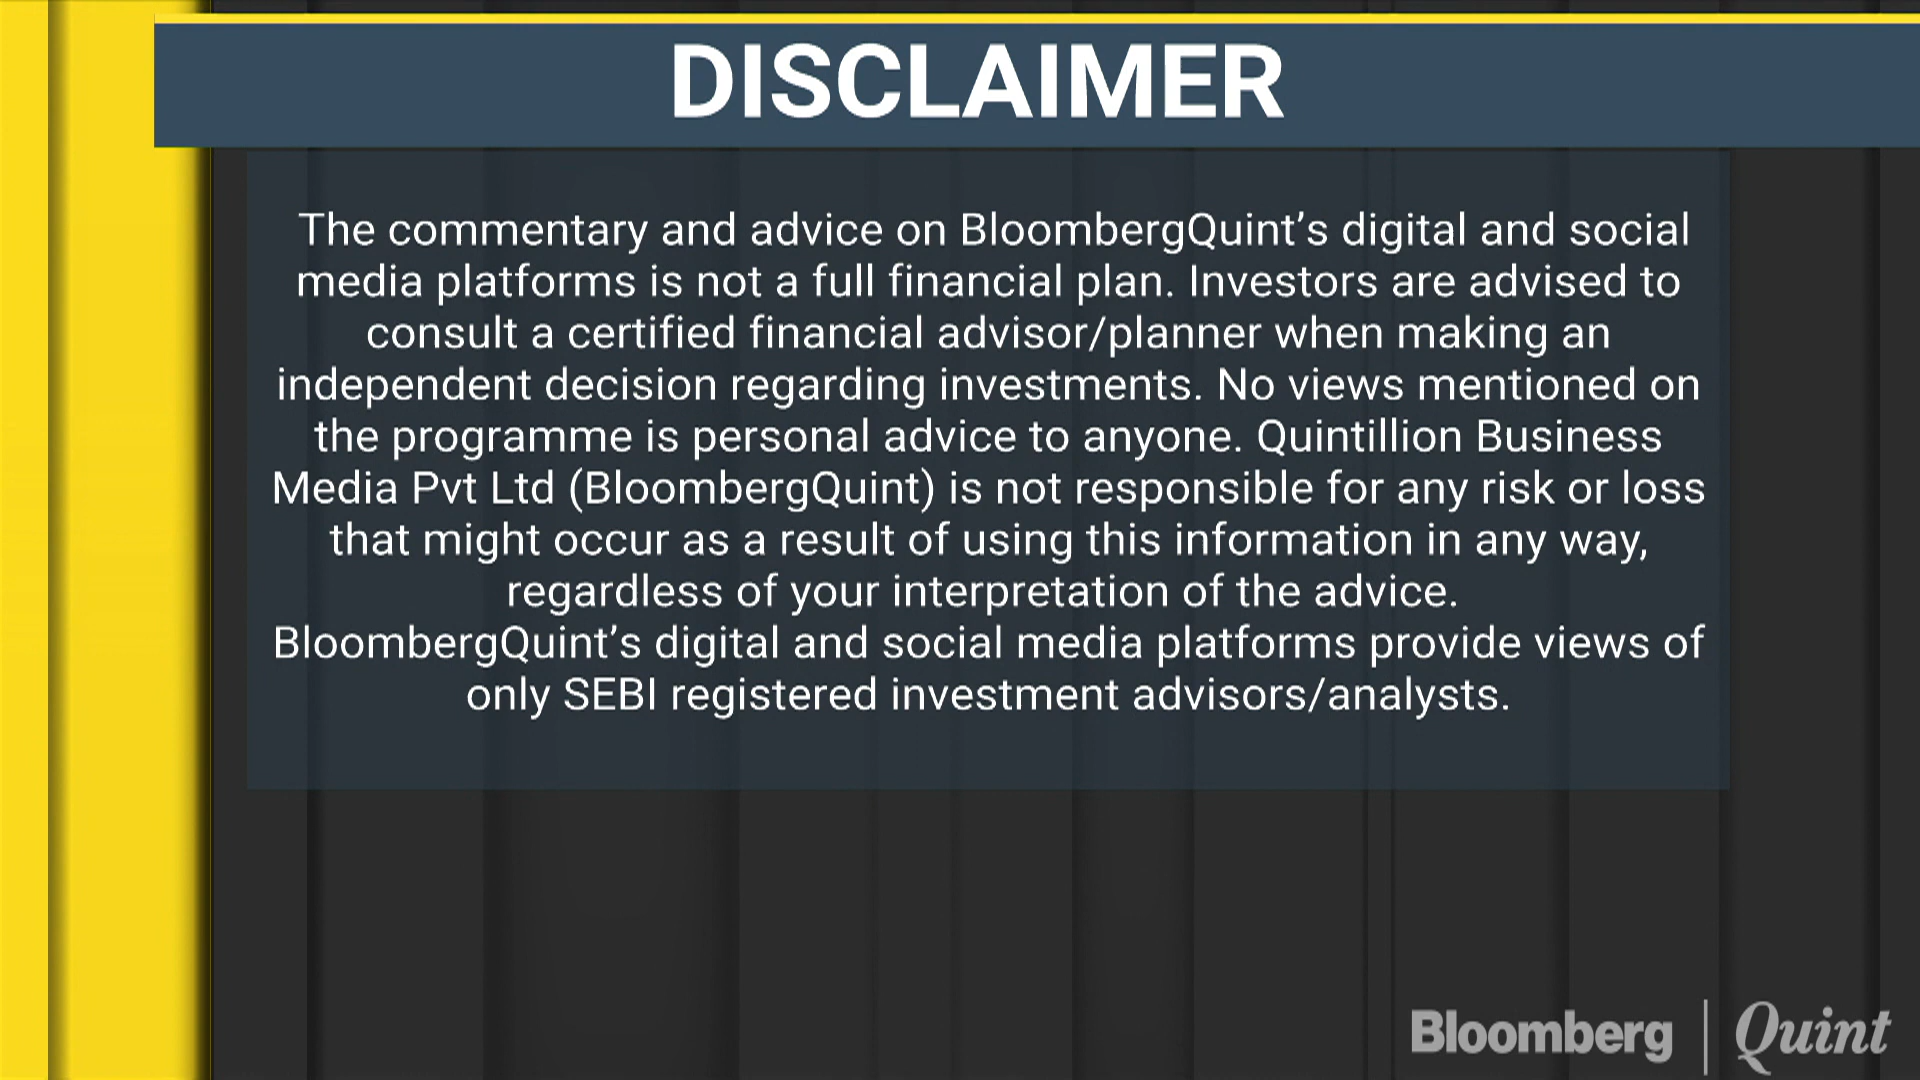 DISCLAIMER
The commentary and advice on BloombergQuint’s digital and social
media platforms is not a full financial plan. Investors are advised to
consult a certified financial advisor/planner when making an
independent decision regarding investments. No views mentioned on
the programme is personal advice to anyone. Quintillion Business
Media Pvt Ltd (BloombergQuint) is not responsible for any risk or loss
that might occur as a result of using this information in any way,
regardless of your interpretation of the advice.
BloombergQuint’s digital and social media platforms provide views of
only SEBI registered investment advisors/analysts.
Bloomberg | Quint